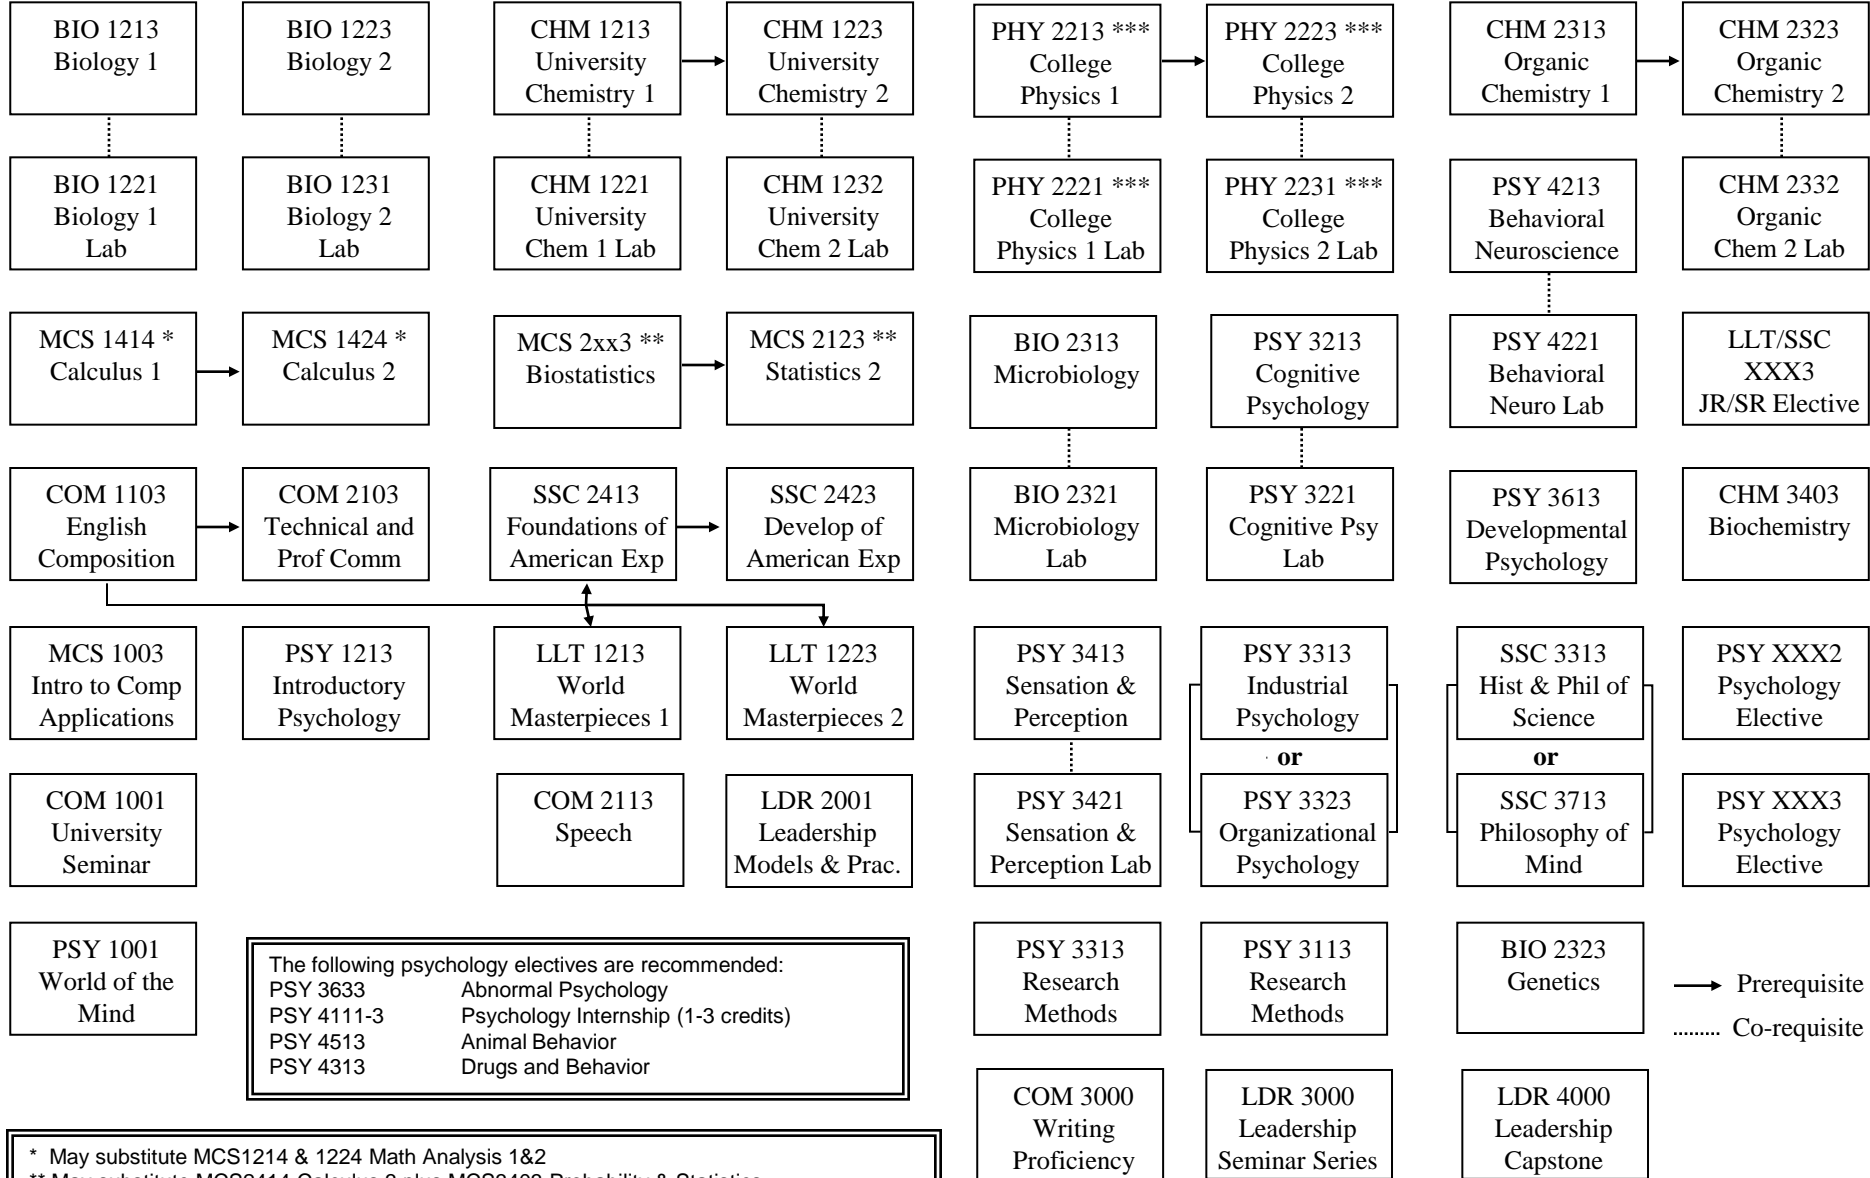 BIO 1213
Biology 1
BIO 1223
Biology 2
CHM 1213
University
Chemistry 1
CHM 1223
University
Chemistry 2
PHY 2213 ***
College
Physics 1
PHY 2223 ***
College
Physics 2
CHM 2313
Organic
Chemistry 1
CHM 2323
Organic
Chemistry 2
BIO 1221
Biology 1
Lab
BIO 1231
Biology 2
Lab
CHM 1221
University
Chem 1 Lab
CHM 1232
University
Chem 2 Lab
PHY 2221 ***
College
Physics 1 Lab
PHY 2231 ***
College
Physics 2 Lab
PSY 4213
Behavioral
Neuroscience
CHM 2332
Organic
Chem 2 Lab
MCS 1414 *
Calculus 1
MCS 1424 *
Calculus 2
MCS 2xx3 **
Biostatistics
MCS 2123 **
Statistics 2
BIO 2313
Microbiology
PSY 3213
Cognitive
Psychology
PSY 4221
Behavioral
Neuro Lab
LLT/SSC
XXX3
JR/SR Elective
COM 1103
English
Composition
COM 2103
Technical and
Prof Comm
SSC 2413
Foundations of
American Exp
SSC 2423
Develop of
American Exp
BIO 2321
Microbiology
Lab
PSY 3221
Cognitive Psy
Lab
PSY 3613
Developmental
Psychology
CHM 3403
Biochemistry
MCS 1003
Intro to Comp
Applications
PSY 1213
Introductory
Psychology
LLT 1213
World
Masterpieces 1
LLT 1223
World
Masterpieces 2
PSY 3413
Sensation &
Perception
PSY 3313
Industrial
Psychology
SSC 3313
Hist & Phil of
Science
PSY XXX2
Psychology
Elective
or
or
COM 1001
University
Seminar
COM 2113
Speech
LDR 2001
Leadership
Models & Prac.
PSY 3421
Sensation &
Perception Lab
PSY 3323
Organizational
Psychology
SSC 3713
Philosophy of
Mind
PSY XXX3
Psychology
Elective
PSY 1001
World of the
Mind
The following psychology electives are recommended:
PSY 3633 Abnormal Psychology
PSY 4111-3 Psychology Internship (1-3 credits)
PSY 4513 Animal Behavior
PSY 4313 Drugs and Behavior
PSY 3313
Research
Methods
PSY 3113
Research
Methods
BIO 2323
Genetics
Prerequisite
Co-requisite
COM 3000
Writing
Proficiency
LDR 3000
Leadership
Seminar Series
LDR 4000
Leadership
Capstone
* May substitute MCS1214 & 1224 Math Analysis 1&2
** May substitute